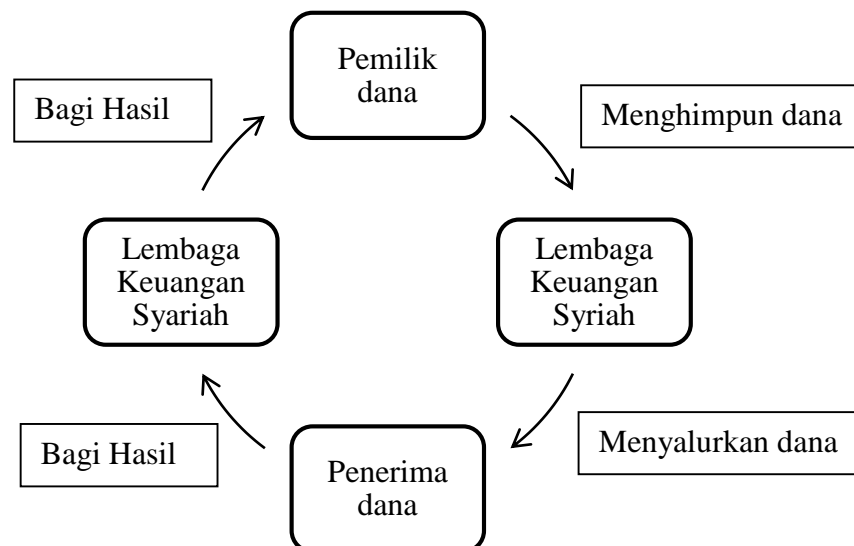 Pemilik
dana
Bagi Hasil
Menghimpun dana
Lembaga
Keuangan
Syariah
Lembaga
Keuangan
Syriah
Bagi Hasil
Menyalurkan dana
Penerima
dana